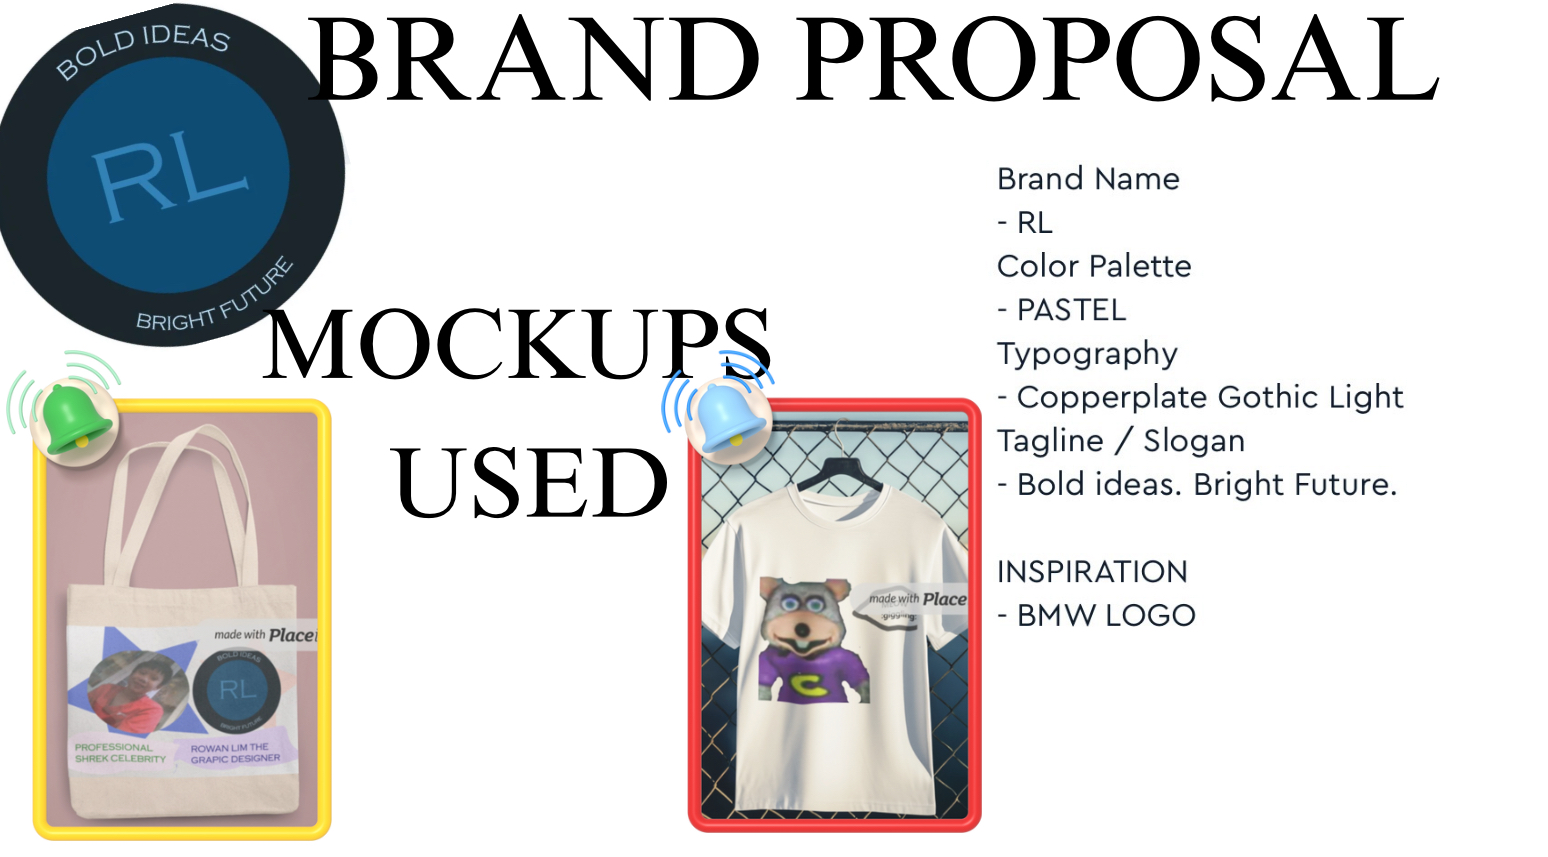 BOLD IDEAS
RL
BRIGHT FUTURE
BRAND PROPOSAL
MOCKUPS
USED
Brand Name
- RL
Color Palette
- PASTEL
Typography
- Copperplate Gothic Light
Tagline / Slogan
- Bold ideas. Bright Future.
INSPIRATION
- BMW LOGO
made with Place
BOLD IDEAS
RL
BRIGHT FUTURE
PROFESSIONAL
SHREK CELEBRITY
ROWAN LIM THE
GRAPIC DESIGNER
made with Place
C